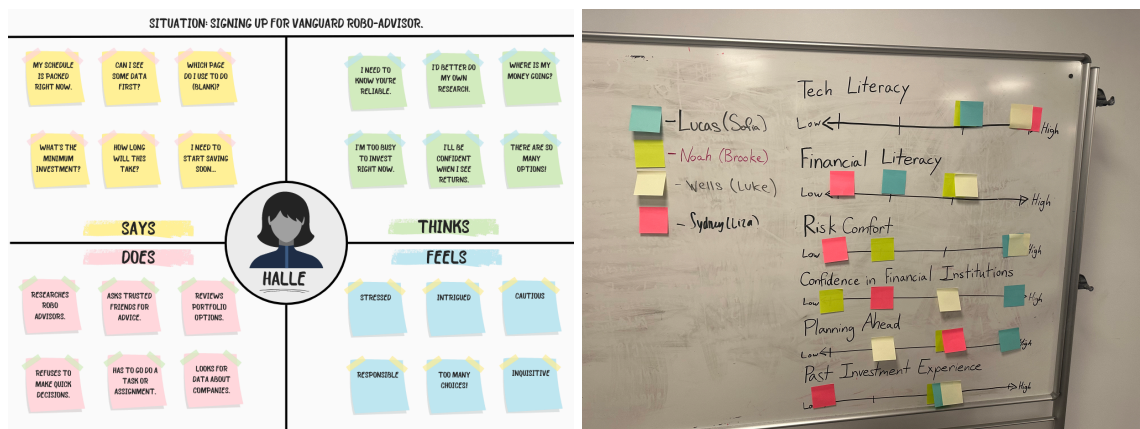 SITUATION: SIGNING UP FOR VANGUARD ROBO-ADVISOR.
MY SCHEDULE
IS PACKED
RIGHT NOW.
CAN I SEE
SOME DATA
FIRST?
WHICH PAGE
DO I USE TO DO
(BLANK)?
WHAT'S THE
MINIMUM
INVESTMENT?
HOW LONG
WILL THIS
TAKE?
I NEED TO
START SAVING
SOON...
SAYS
I NEED TO
KNOW YOU'RE
RELIABLE.
I'D BETTER DO
MY OWN
RESEARCH.
WHERE IS MY
MONEY GOING?
I'M TOO BUSY
TO INVEST
RIGHT NOW.
I'LL BE
CONFIDENT
WHEN I SEE
RETURNS.
THERE ARE SO
MANY
OPTIONS!
THINKS
HALLE
DOES
RESEARCHES
ROBO
ADVISORS.
ASKS TRUSTED
FRIENDS FOR
ADVICE.
REVIEWS
PORTFOLIO
OPTIONS.
REFUSES TO
MAKE QUICK
DECISIONS.
HAS TO GO DO A
TASK OR
ASSIGNMENT.
LOOKS FOR
DATA ABOUT
COMPANIES.
FEELS
STRESSED
INTRIGUED
CAUTIOUS
RESPONSIBLE
TOO MANY
CHOICES!
INQUISITIVE
-Lucas(Sofia)
-Noah (Brooke)
-Wells (Luke)
-Sydney(Liza)
Tech Literacy
Low High
Financial Literacy
Low High
Risk Comfort
Low High
Confidence in Financial Institutions
Low High
Planning Ahead
Low High
Past Investment Experience
High